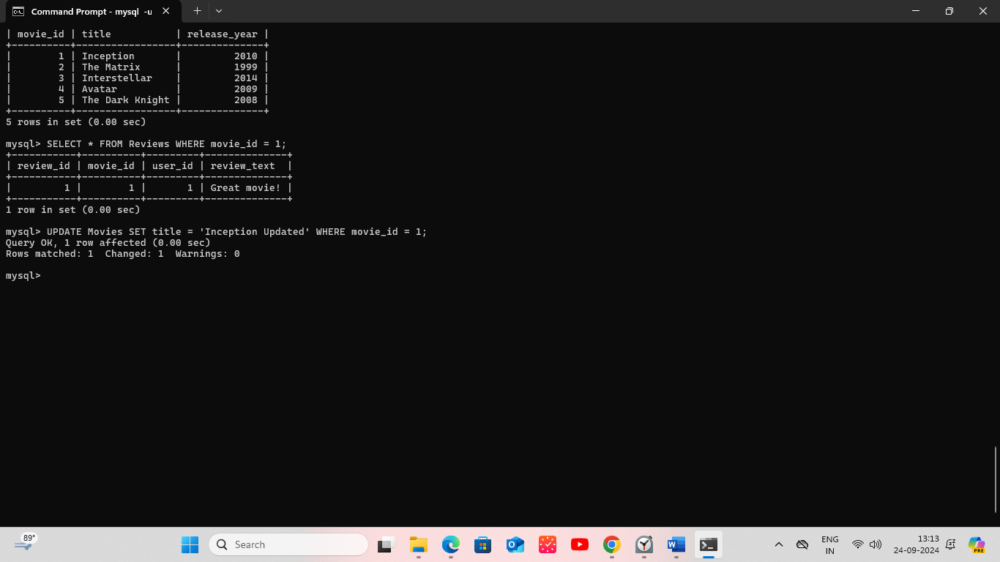 Command Prompt - mysql -u
| movie_id | title           | release_year |
+----------+-----------------+--------------+
|        1 | Inception       |         2010 |
|        2 | The Matrix      |         1999 |
|        3 | Interstellar    |         2014 |
|        4 | Avatar          |         2009 |
|        5 | The Dark Knight |         2008 |
+----------+-----------------+--------------+
5 rows in set (0.00 sec)
mysql> SELECT * FROM Reviews WHERE movie_id = 1;
+-----------+----------+---------+--------------+
| review_id | movie_id | user_id | review_text  |
+-----------+----------+---------+--------------+
|         1 |        1 |       1 | Great movie! |
+-----------+----------+---------+--------------+
1 row in set (0.00 sec)
mysql> UPDATE Movies SET title = 'Inception Updated' WHERE movie_id = 1;
Query OK, 1 row affected (0.00 sec)
Rows matched: 1  Changed: 1  Warnings: 0
mysql>
89°
Search
ENG
IN
13:13
24-09-2024
PRE